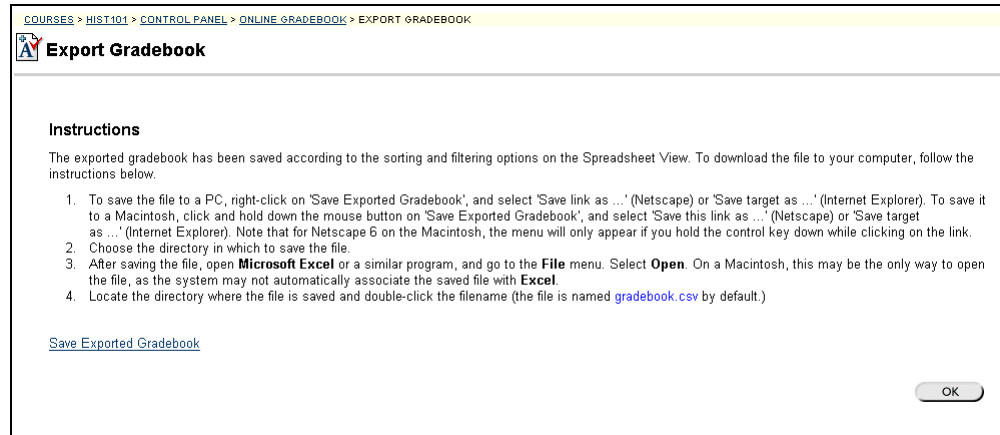 COURSES > HIST101 > CONTROL PANEL > ONLINE GRADEBOOK > EXPORT GRADEBOOK
Export Gradebook
Instructions
The exported gradebook has been saved according to the sorting and filtering options on the Spreadsheet View. To download the file to your computer, follow the
instructions below.
1. To save the file to a PC, right-click on 'Save Exported Gradebook', and select 'Save link as ...' (Netscape) or 'Save target as ...' (Internet Explorer). To save it
to a Macintosh, click and hold down the mouse button on 'Save Exported Gradebook', and select 'Save this link as ...' (Netscape) or 'Save target
as ...' (Internet Explorer). Note that for Netscape 6 on the Macintosh, the menu will only appear if you hold the control key down while clicking on the link.
2. Choose the directory in which to save the file.
3. After saving the file, open Microsoft Excel or a similar program, and go to the File menu. Select Open. On a Macintosh, this may be the only way to open
the file, as the system may not automatically associate the saved file with Excel.
4. Locate the directory where the file is saved and double-click the filename (the file is named gradebook.csv by default.)
Save Exported Gradebook
OK